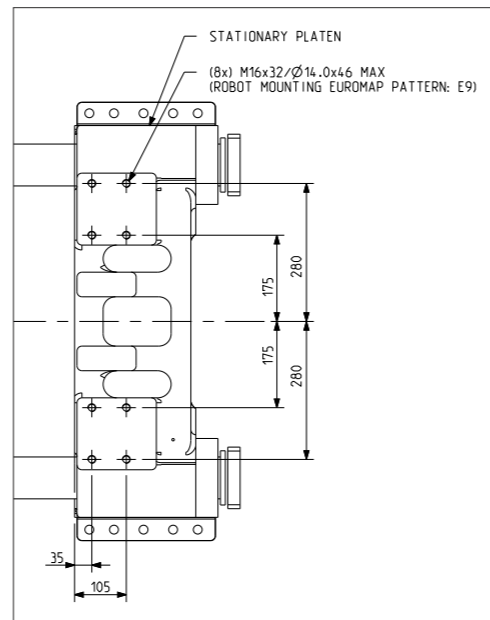 STATIONARY PLATEN
(8x) M16x32/Ø14.0x46 MAX
(ROBOT MOUNTING EUROMAP PATTERN: E9)
175
280
175
280
35
105